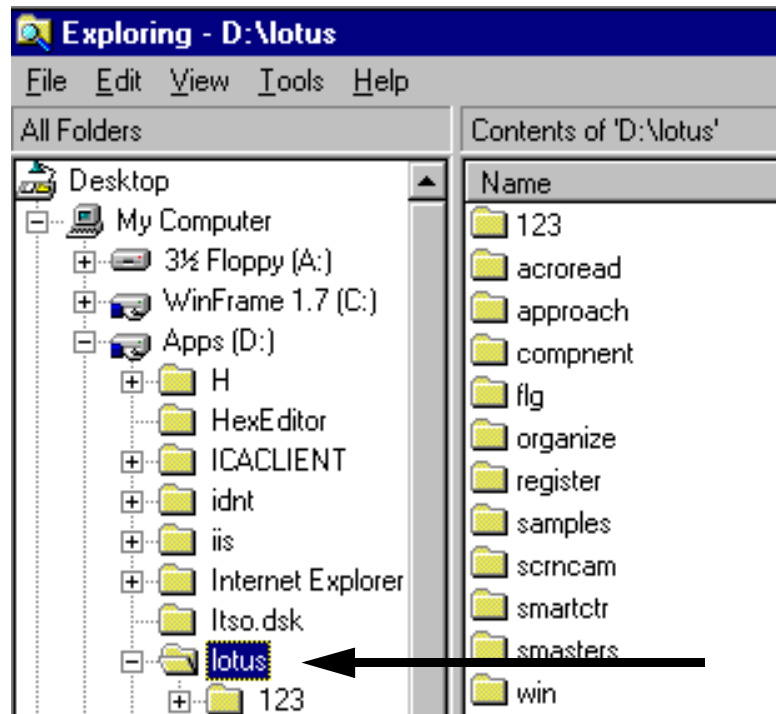 Exploring - D:\lotus
File Edit View Tools Help
All Folders
Contents of 'D:\lotus'
Desktop
My Computer
3½ Floppy (A:)
WinFrame 1.7 (C:)
Apps (D:)
H
HexEditor
ICACLIENT
idnt
iis
Internet Explorer
Itso.dsk
lotus
123
Name
123
acroread
approach
compnent
flg
organize
register
samples
scrncam
smartctr
smasters
win